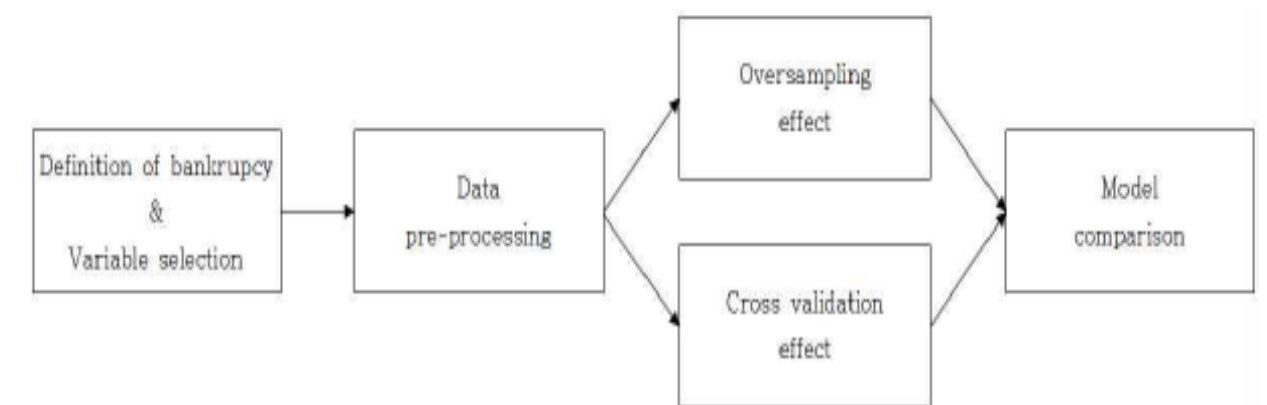 Definition of bankrupcy
&
Variable selection
Data
pre-processing
Oversampling
effect
Cross validation
effect
Model
comparison